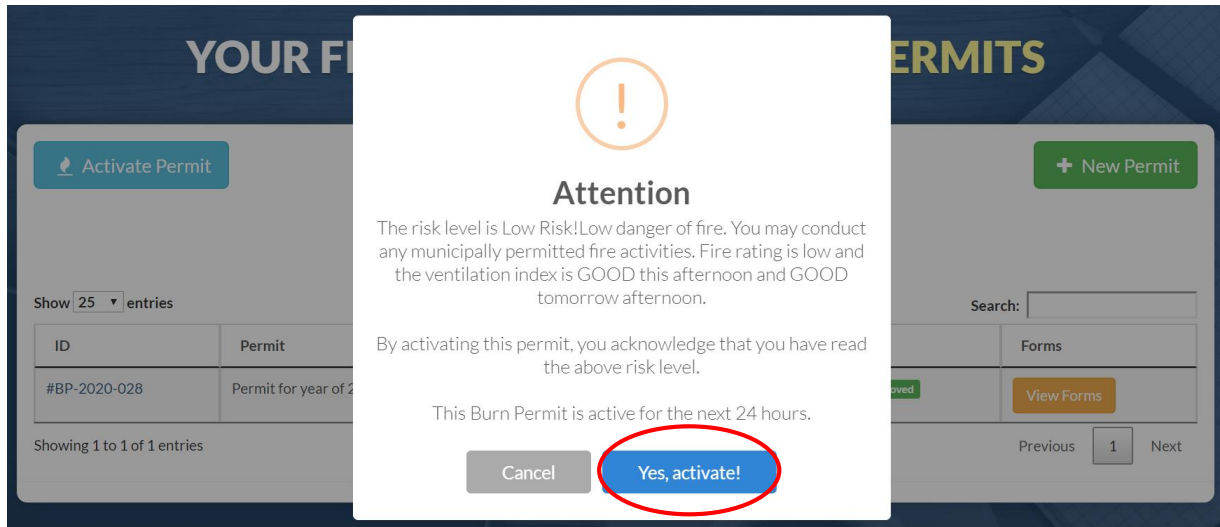 YOUR FI
ERMITS
Activate Permit
New Permit
!
Attention
The risk level is Low Risk!Low danger of fire. You may conduct
any municipally permitted fire activities. Fire rating is low and
the ventilation index is GOOD this afternoon and GOOD
tomorrow afternoon.
By activating this permit, you acknowledge that you have read
the above risk level.
This Burn Permit is active for the next 24 hours.
Cancel
Yes, activate!
Show 25 entries
Search:
ID
Permit
Forms
#BP-2020-028
Permit for year of 2
oved
View Forms
Showing 1 to 1 of 1 entries
Previous 1 Next